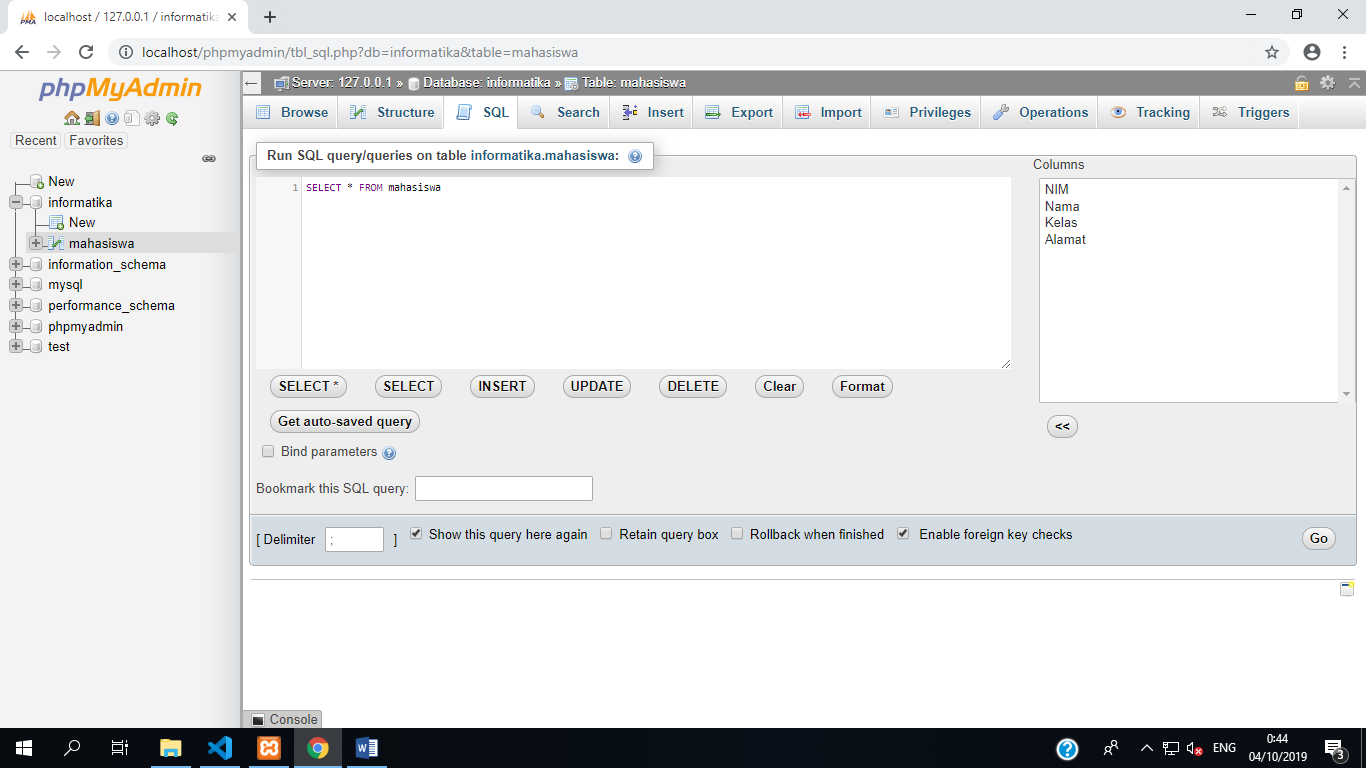 localhost / 127.0.0.1 / informatika
localhost/phpmyadmin/tbl_sql.php?db=informatika&table=mahasiswa
phpMyAdmin
Recent Favorites
New
informatika
New
mahasiswa
information_schema
mysql
performance_schema
phpmyadmin
test
Server: 127.0.0.1 » Database: informatika » Table: mahasiswa
Browse Structure SQL Search Insert Export Import Privileges Operations Tracking Triggers
Run SQL query/queries on table informatika.mahasiswa:
1 SELECT * FROM mahasiswa
Columns
NIM
Nama
Kelas
Alamat
<<
SELECT * SELECT INSERT UPDATE DELETE Clear Format
Get auto-saved query
Bind parameters
Bookmark this SQL query:
[ Delimiter ; ] Show this query here again Retain query box Rollback when finished Enable foreign key checks Go
Console
ENG 0:44
04/10/2019
3